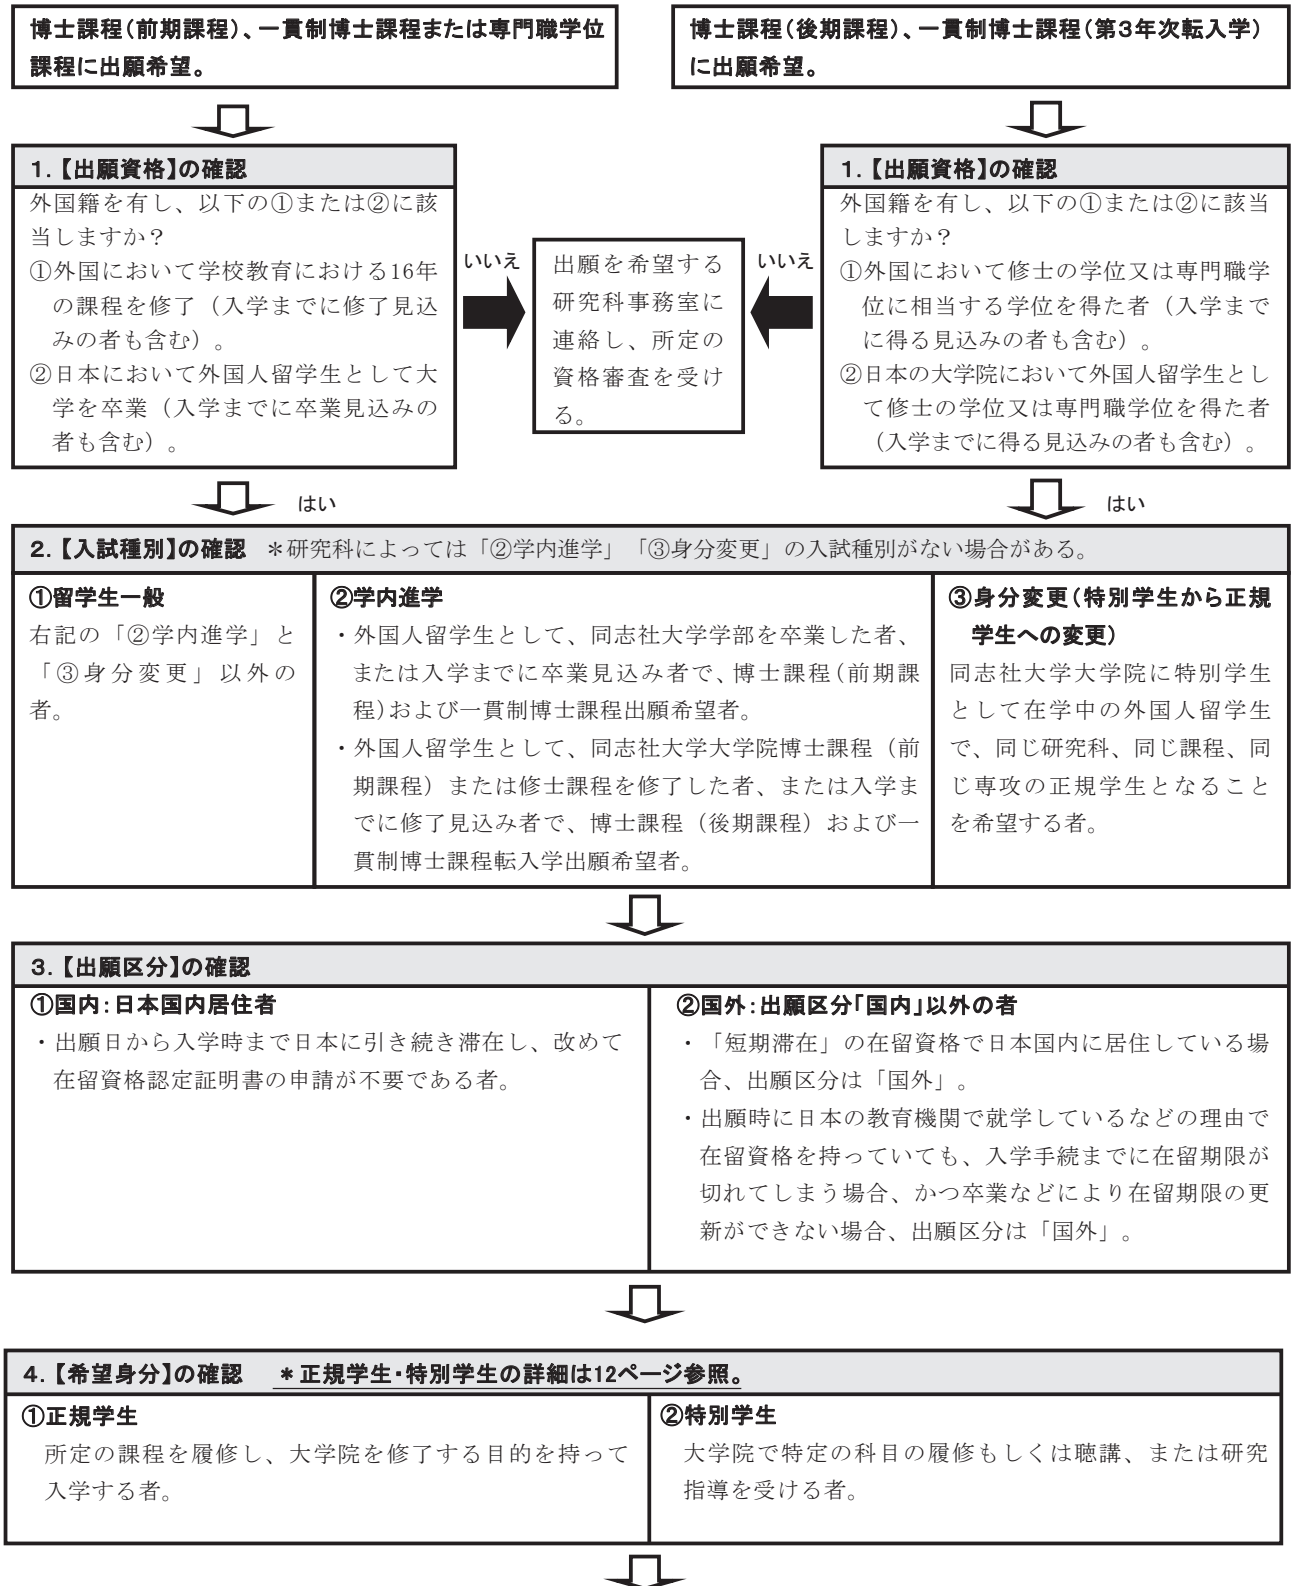 博士課程(前期課程)、一貫制博士課程または専門職学位
課程に出願希望。
博士課程(後期課程)、一貫制博士課程(第3年次転入学)
に出願希望。
1.【出願資格】の確認
外国籍を有し、以下の①または②に該
当しますか？
①外国において学校教育における16年
の課程を修了（入学までに修了見込
みの者も含む）。
②日本において外国人留学生として大
学を卒業（入学までに卒業見込みの
者も含む）。
いいえ
出願を希望する
研究科事務室に
連絡し、所定の
資格審査を受け
る。
いいえ
1.【出願資格】の確認
外国籍を有し、以下の①または②に該当
しますか？
①外国において修士の学位又は専門職学
位に相当する学位を得た者（入学まで
に得る見込みの者も含む）。
②日本の大学院において外国人留学生とし
て修士の学位又は専門職学位を得た者
（入学までに得る見込みの者も含む）。
はい
はい
2.【入試種別】の確認　＊研究科によっては「②学内進学」「③身分変更」の入試種別がない場合がある。
①留学生一般
右記の「②学内進学」と
「③身分変更」以外の
者。
②学内進学
・外国人留学生として、同志社大学学部を卒業した者、
または入学までに卒業見込み者で、博士課程(前期課
程)および一貫制博士課程出願希望者。
・外国人留学生として、同志社大学大学院博士課程（前
期課程）または修士課程を修了した者、または入学ま
でに修了見込み者で、博士課程（後期課程）および一
貫制博士課程転入学出願希望者。
③身分変更(特別学生から正規
学生への変更)
同志社大学大学院に特別学生
として在学中の外国人留学生
で、同じ研究科、同じ課程、同
じ専攻の正規学生となること
を希望する者。
3.【出願区分】の確認
①国内:日本国内居住者
・出願日から入学時まで日本に引き続き滞在し、改めて
在留資格認定証明書の申請が不要である者。
②国外:出願区分「国内」以外の者
・「短期滞在」の在留資格で日本国内に居住している場
合、出願区分は「国外」。
・出願時に日本の教育機関で就学しているなどの理由で
在留資格を持っていても、入学手続までに在留期限が
切れてしまう場合、かつ卒業などにより在留期限の更
新ができない場合、出願区分は「国外」。
4.【希望身分】の確認　＊正規学生・特別学生の詳細は12ページ参照。
①正規学生
所定の課程を履修し、大学院を修了する目的を持って
入学する者。
②特別学生
大学院で特定の科目の履修もしくは聴講、または研究
指導を受ける者。